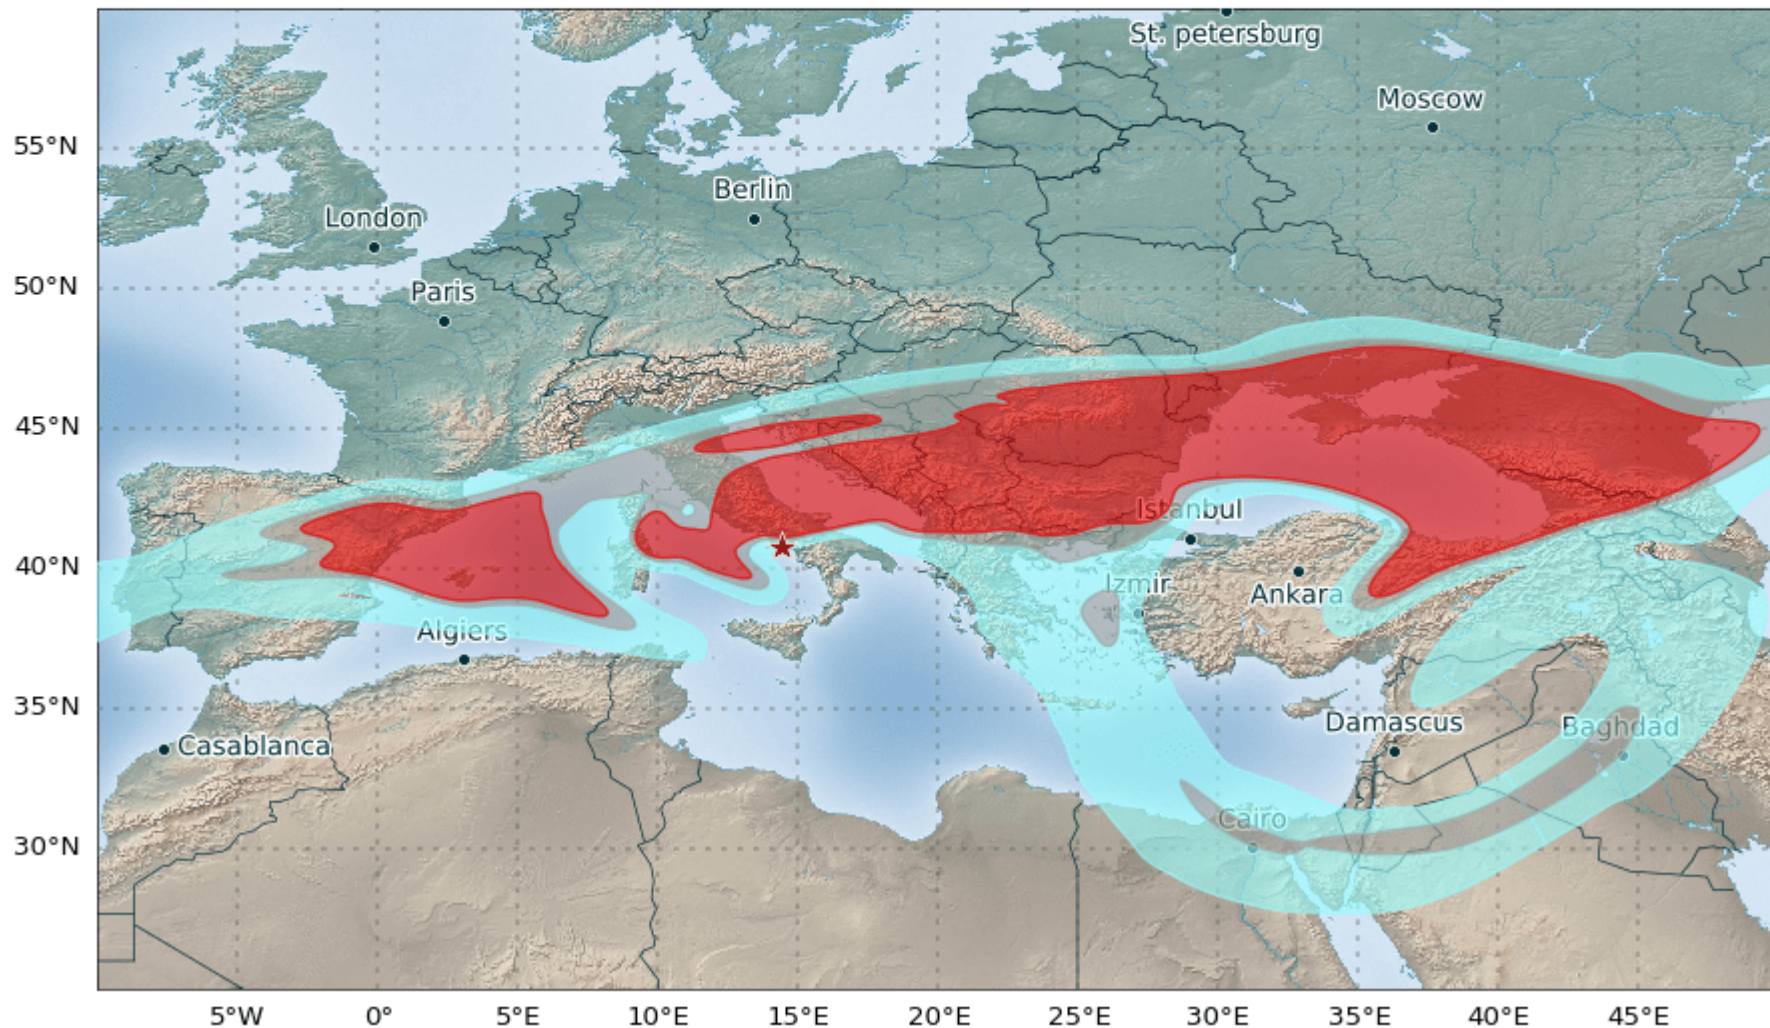 St. petersburg
Moscow
55°N
Berlin
London
50°N
Paris
45°N
Istanbul
40°N
Izmir
Ankara
Algiers
35°N
Damascus
Baghdad
Casablanca
Cairo
30°N
5°W 0° 5°E 10°E 15°E 20°E 25°E 30°E 35°E 40°E 45°E